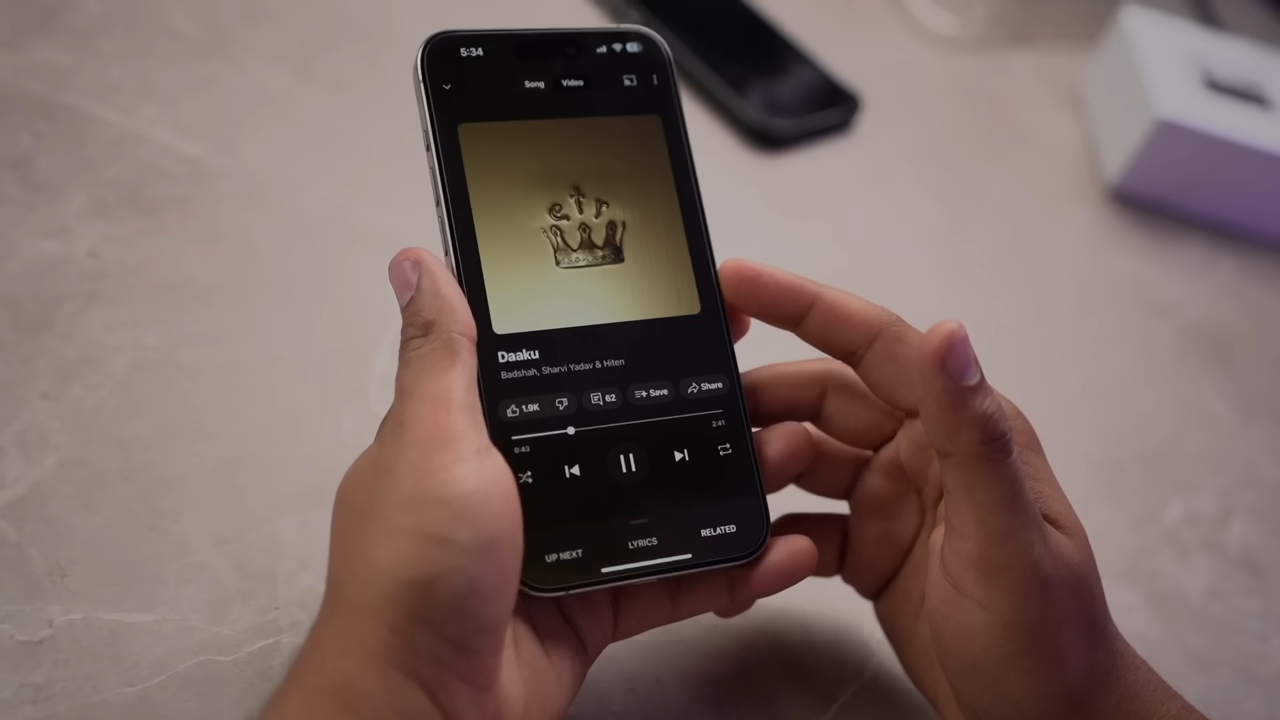 5:34
Song Video
etr
Daaku
Badshah, Sharvi Yadav & Hiten
1.9K 62 Save Share
0:43 2:41
UP NEXT LYRICS RELATED